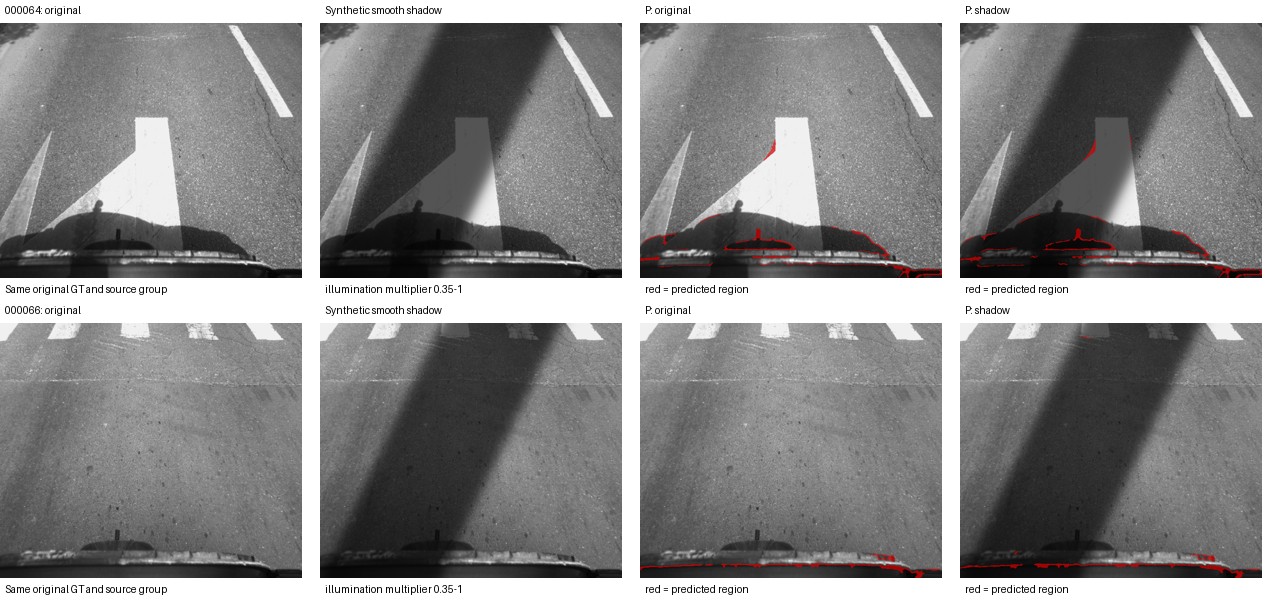 000064: original
Synthetic smooth shadow
P: original
P: shadow
Same original GT and source group
illumination multiplier 0.35-1
red = predicted region
red = predicted region
000066: original
Synthetic smooth shadow
P: original
P: shadow
Same original GT and source group
illumination multiplier 0.35-1
red = predicted region
red = predicted region